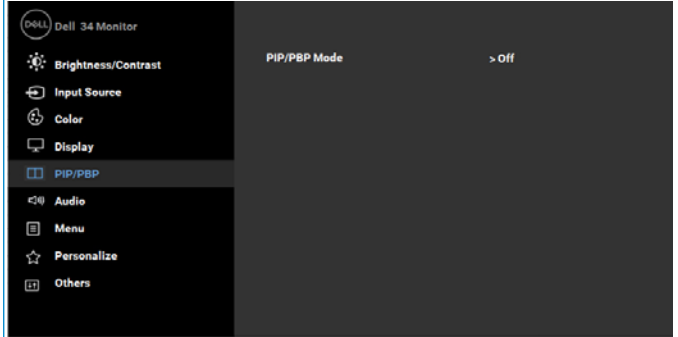 DELL Dell 34 Monitor
Brightness/Contrast
PIP/PBP Mode > Off
Input Source
Color
Display
PIP/PBP
Audio
Menu
Personalize
Others